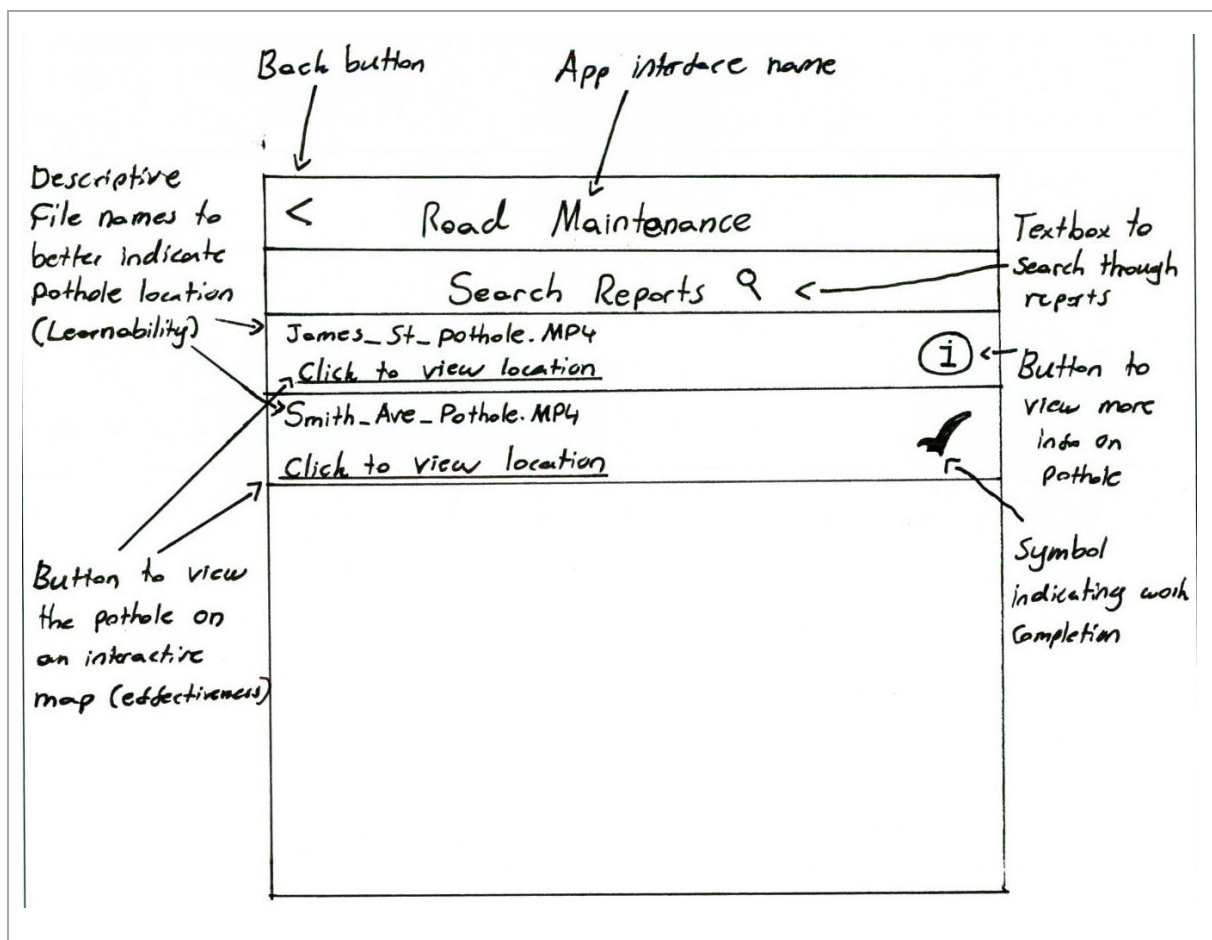 Back button
App interface name
Descriptive
File names to
better indicate
pothole location
(Learnability)
< Road Maintenance
Search Reports
Textbox to
search through
reports
James_St_pothole.MP4
Click to view location
i
Button to
view more
info on
pothole
Smith_Ave_Pothole.MP4
Click to view location
Symbol
indicating work
completion
Button to view
the pothole on
an interactive
map (effectiveness)